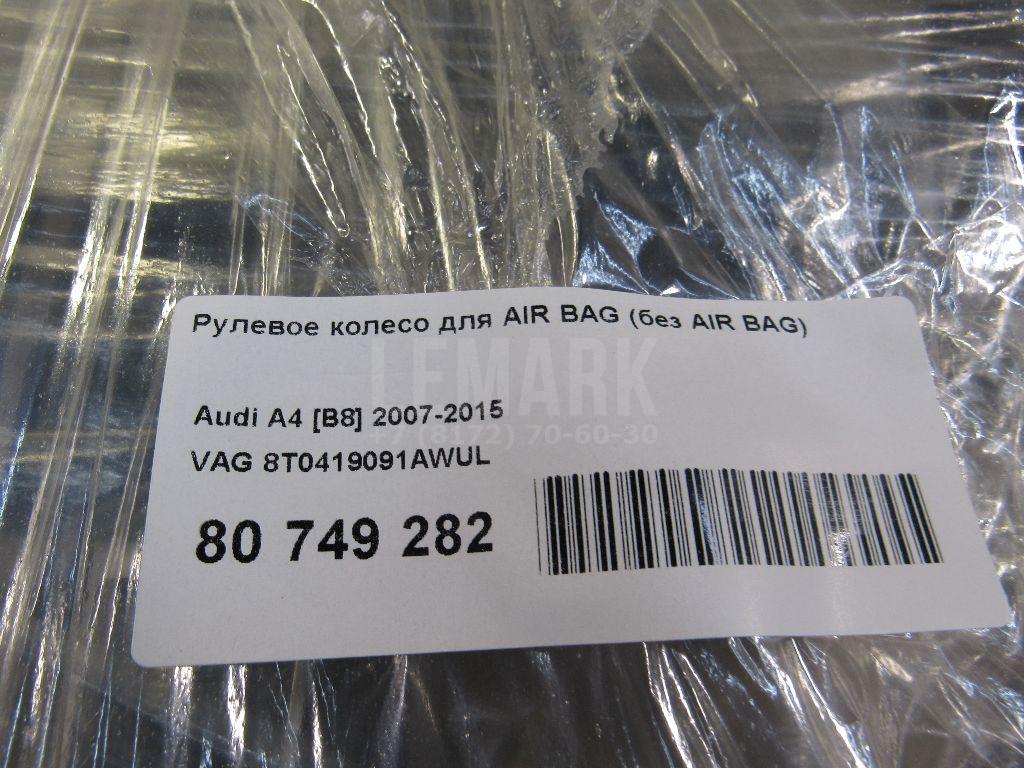 Рулевое колесо для AIR BAG (без AIR BAG)
LEMARK
+7 (8172) 70-60-30
Audi A4 [B8] 2007-2015
VAG 8T0419091AWUL
80 749 282